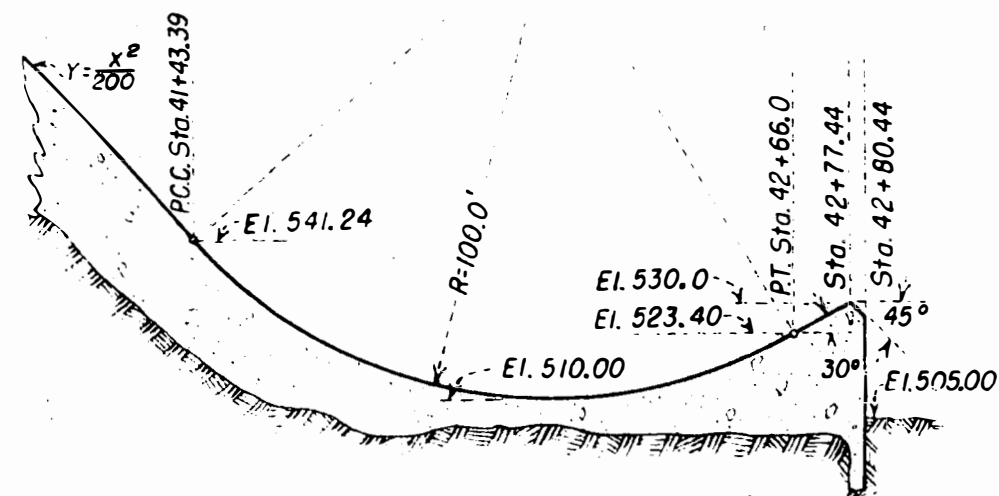 Y=x²/200
P.C.C. Sta. 41+43.39
El. 541.24
R=100.0'
El. 510.00
El. 530.0
El. 523.40
P.T. Sta. 42+66.0
Sta. 42+77.44
Sta. 42+80.44
45°
30°
El. 505.00